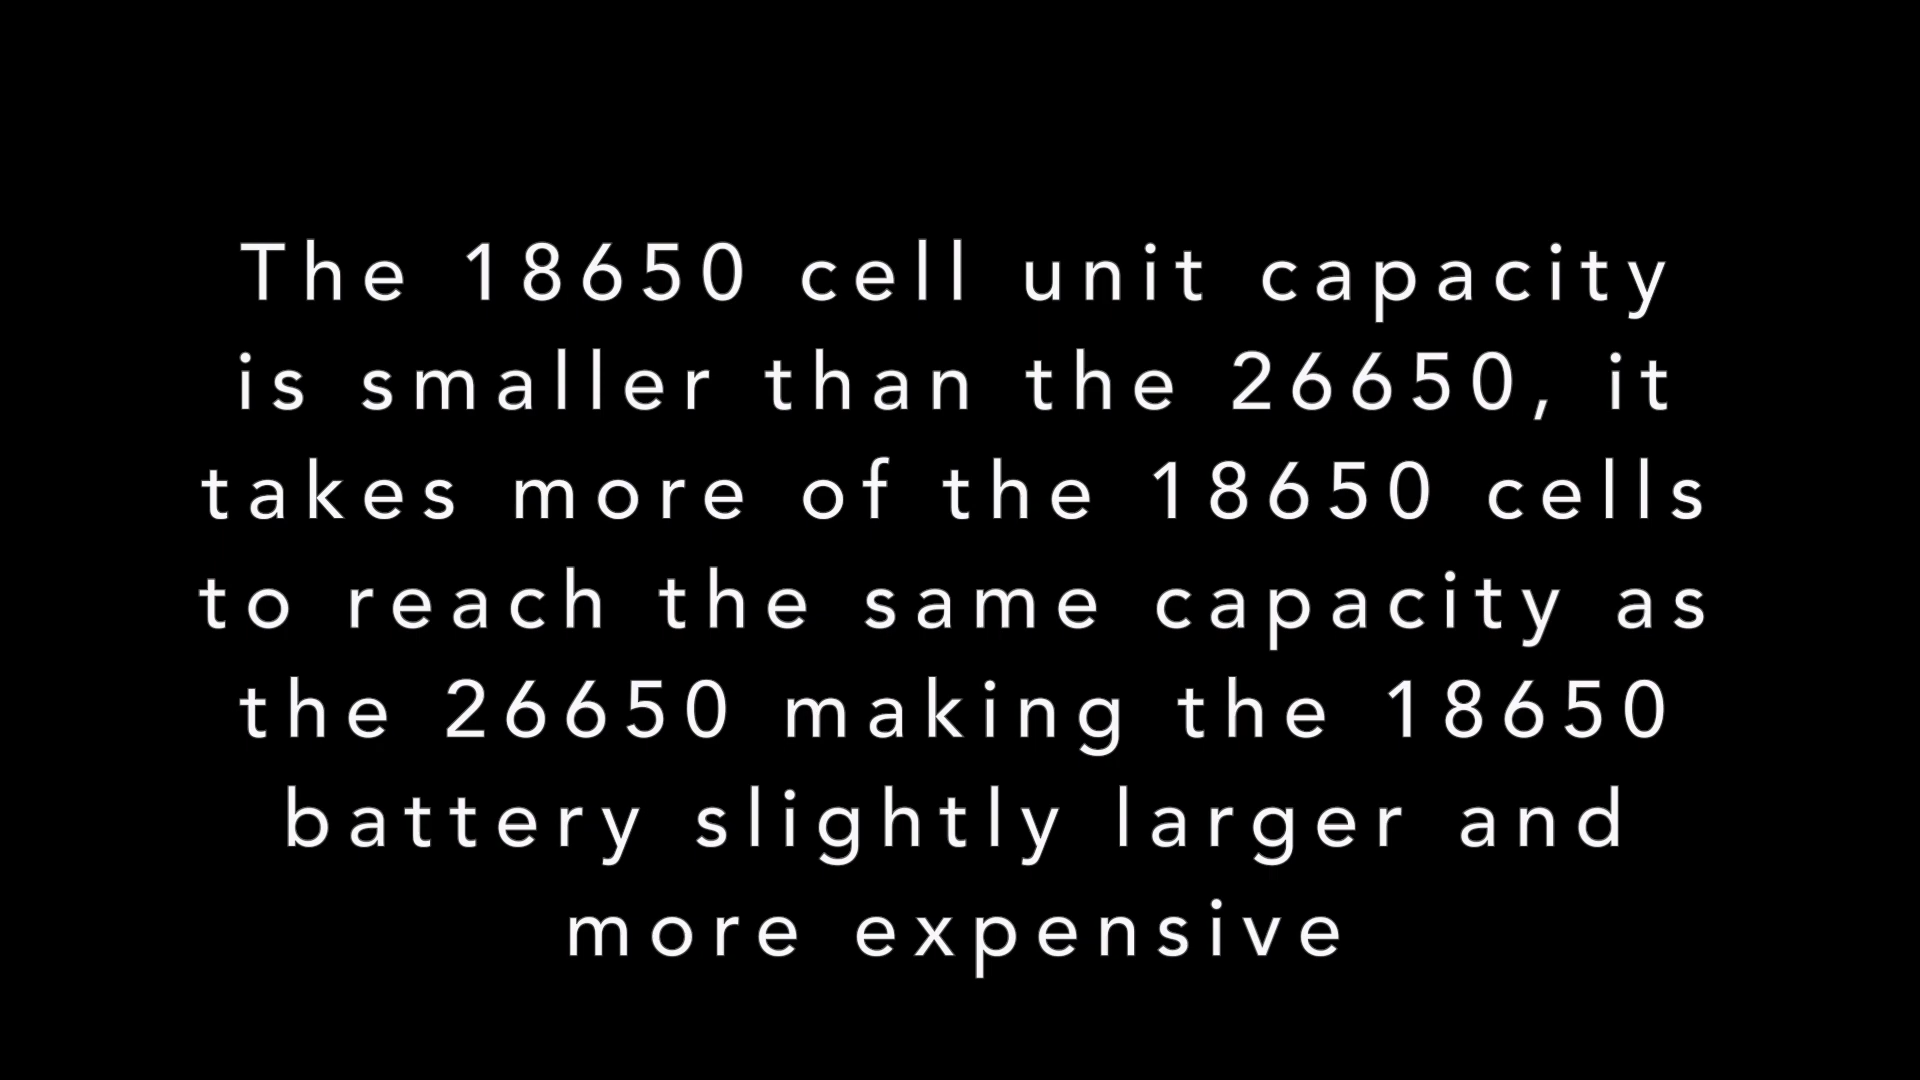 The 18650 cell unit capacity
is smaller than the 26650, it
takes more of the 18650 cells
to reach the same capacity as
the 26650 making the 18650
battery slightly larger and
more expensive